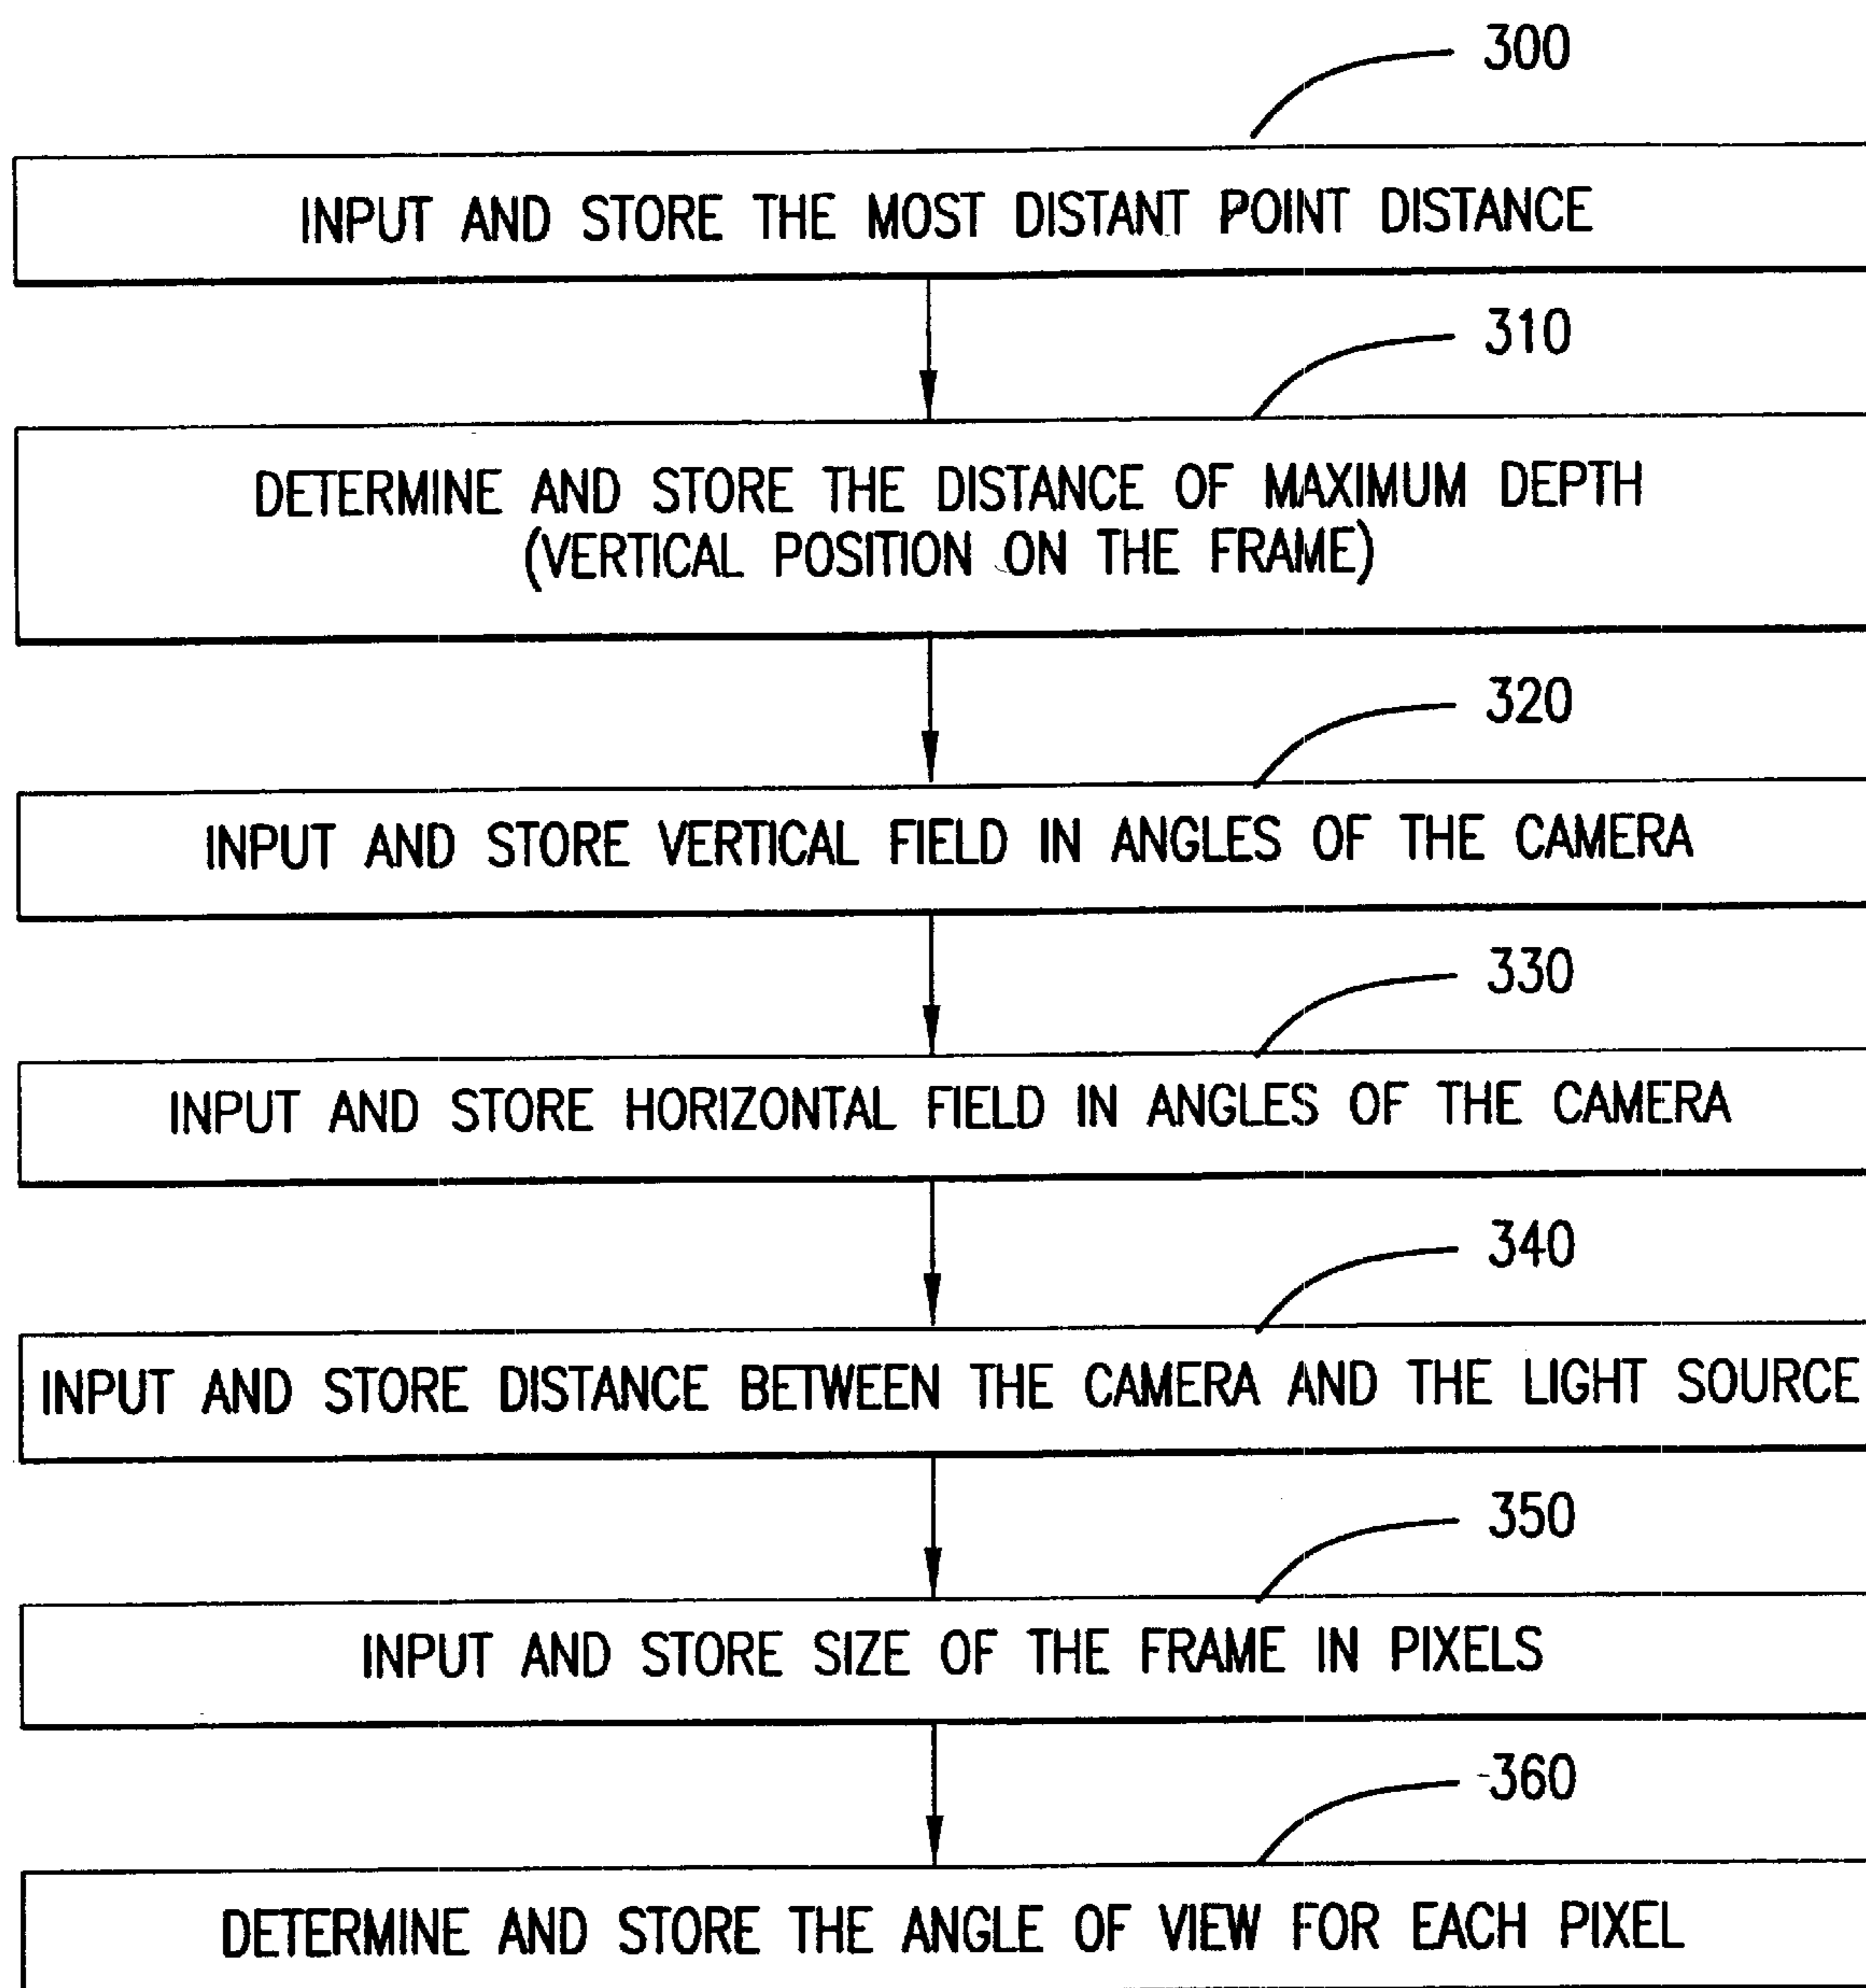 300
INPUT AND STORE THE MOST DISTANT POINT DISTANCE
310
DETERMINE AND STORE THE DISTANCE OF MAXIMUM DEPTH
(VERTICAL POSITION ON THE FRAME)
320
INPUT AND STORE VERTICAL FIELD IN ANGLES OF THE CAMERA
330
INPUT AND STORE HORIZONTAL FIELD IN ANGLES OF THE CAMERA
340
INPUT AND STORE DISTANCE BETWEEN THE CAMERA AND THE LIGHT SOURCE
350
INPUT AND STORE SIZE OF THE FRAME IN PIXELS
360
DETERMINE AND STORE THE ANGLE OF VIEW FOR EACH PIXEL